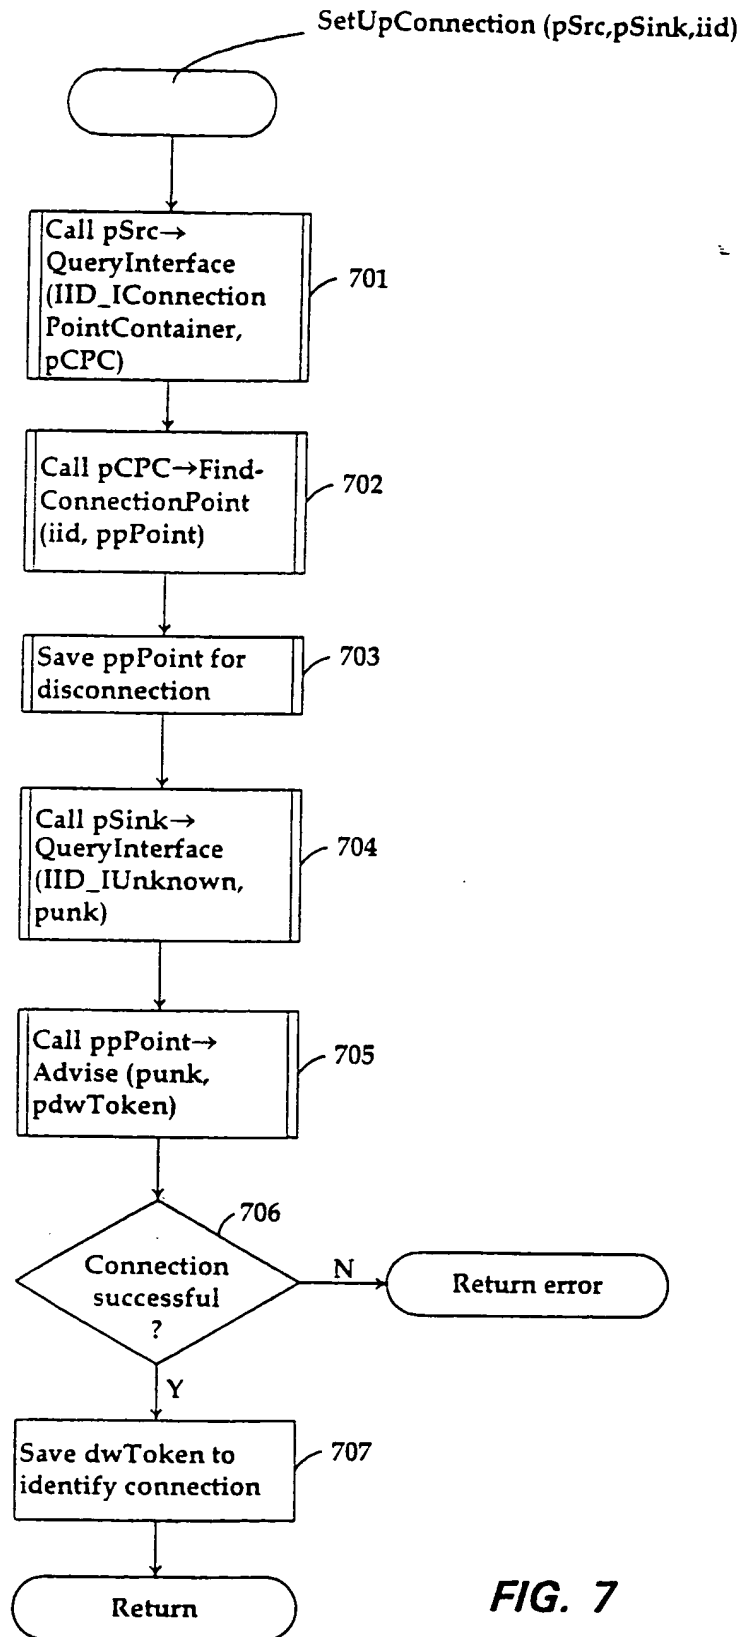 SetUpConnection (pSrc,pSink,iid)
Call pSrc→
QueryInterface
(IID_IConnection
PointContainer,
pCPC)
701
Call pCPC→Find-
ConnectionPoint
(iid, ppPoint)
702
Save ppPoint for
disconnection
703
Call pSink→
QueryInterface
(IID_IUnknown,
punk)
704
Call ppPoint→
Advise (punk,
pdwToken)
705
706
Connection
successful
?
N
Return error
Y
Save dwToken to
identify connection
707
Return
FIG. 7